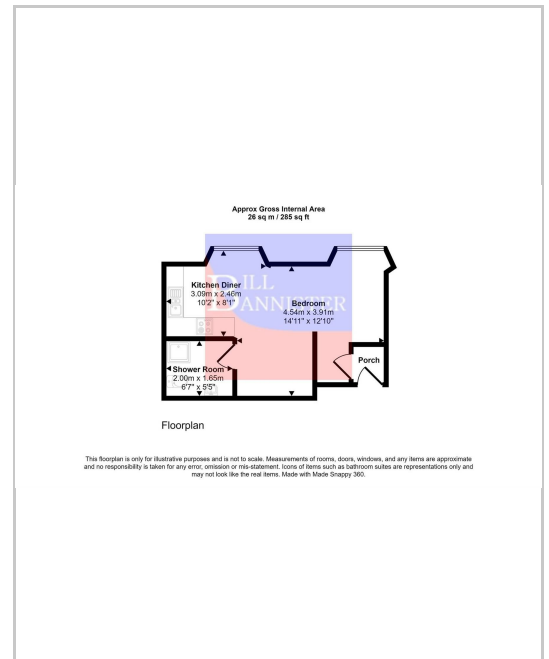 Approx Gross Internal Area
26 sq m / 285 sq ft
Kitchen Diner
3.09m x 2.46m
10'2" x 8'1"
BILL
BANNISTER
Bedroom
4.54m x 3.91m
14'11" x 12'10"
Porch
Shower Room
2.00m x 1.65m
6'7" x 5'5"
Floorplan
This floorplan is only for illustrative purposes and is not to scale. Measurements of rooms, doors, windows, and any items are approximate
and no responsibility is taken for any error, omission or mis-statement. Icons of items such as bathroom suites are representations only and
may not look like the real items. Made with Made Snappy 360.